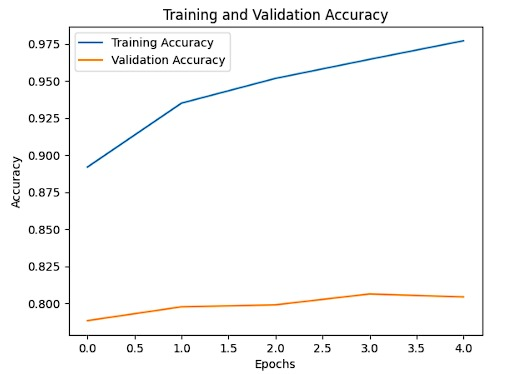 Training and Validation Accuracy
Training Accuracy
Validation Accuracy
0.975
0.950
0.925
0.900
0.875
0.850
0.825
0.800
Accuracy
0.0 0.5 1.0 1.5 2.0 2.5 3.0 3.5 4.0
Epochs